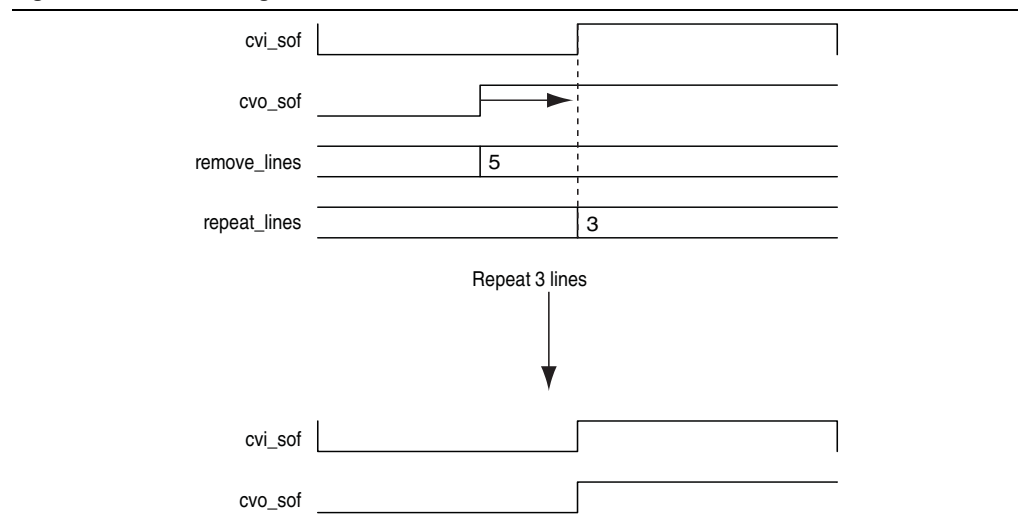 cvi_sof
cvo_sof
remove_lines 5
repeat_lines 3
Repeat 3 lines
cvi_sof
cvo_sof